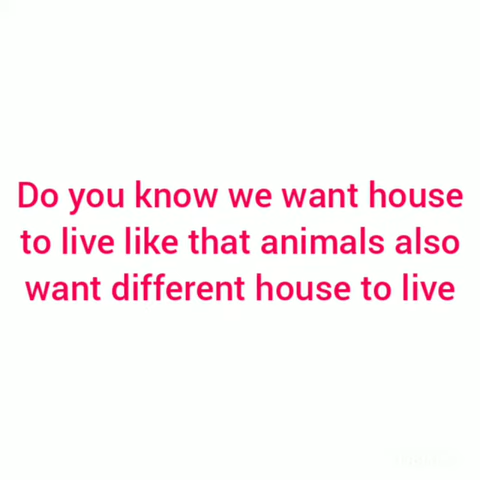 Do you know we want house
to live like that animals also
want different house to live